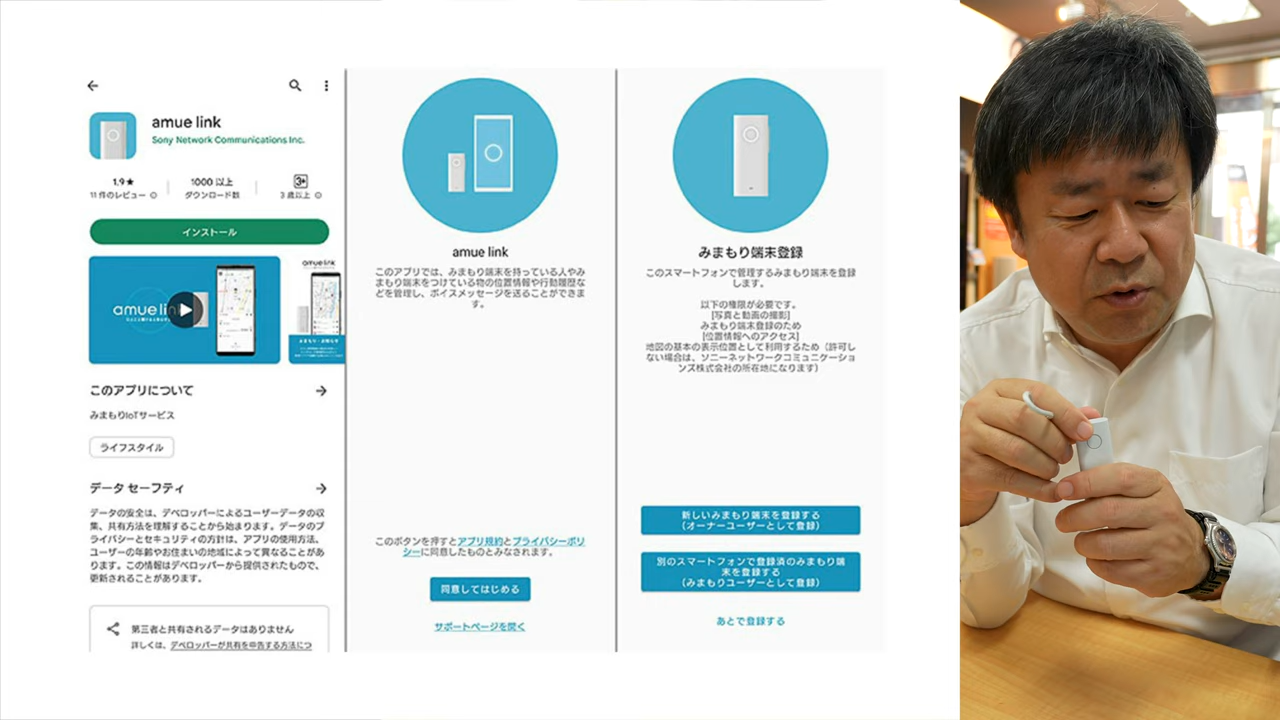 amue link
Sony Network Communications Inc.
1.9★
11 件のレビュー
1000 以上
ダウンロード数
3+
3 歳以上
インストール
amue link
amue link
このアプリについて
みまもりIoTサービス
ライフスタイル
データ セーフティ
データの安全は、デベロッパーによるユーザーデータの収
集、共有方法を理解することから始まります。データのプ
ライバシーとセキュリティの方針は、アプリの使用方法、
ユーザーの年齢やお住まいの地域によって異なることがあ
ります。この情報はデベロッパーから提供されたもので、
更新されることがあります。
第三者と共有されるデータはありません
詳しくは、デベロッパーが共有を申告する方法につ
amue link
このアプリでは、みまもり端末を持っている人やみ
まもり端末をつけている物の位置情報や行動履歴な
どを管理し、ボイスメッセージを送ることができま
す。
このボタンを押すとアプリ規約とプライバシーポリ
シーに同意したものとみなされます。
同意してはじめる
サポートページを開く
みまもり端末登録
このスマートフォンで管理するみまもり端末を登録
します。
以下の権限が必要です。
[写真と動画の撮影]
みまもり端末登録のため
[位置情報へのアクセス]
地図の基本の表示位置として利用するため（許可し
ない場合は、ソニーネットワークコミュニケーショ
ンズ株式会社の所在地になります）
新しいみまもり端末を登録する
（オーナーユーザーとして登録）
別のスマートフォンで登録済のみまもり端
末を登録する
（みまもりユーザーとして登録）
あとで登録する